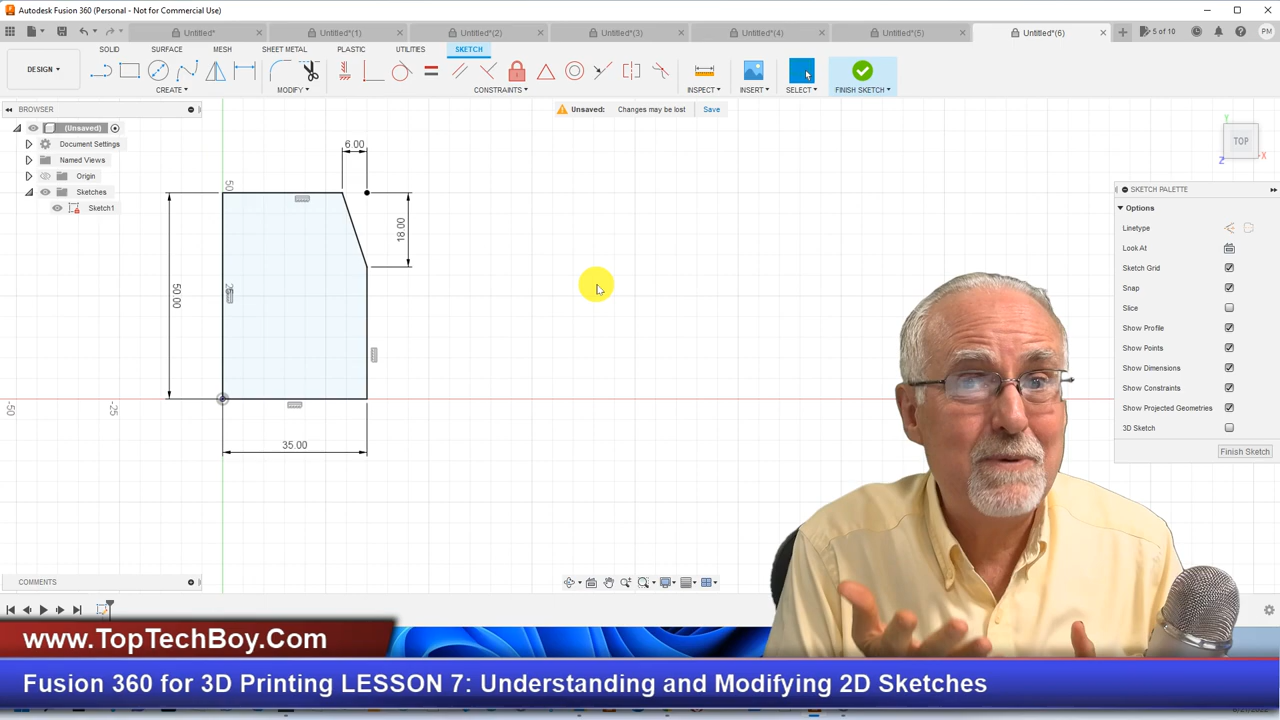 Autodesk Fusion 360 (Personal - Not for Commercial Use)
Untitled* Untitled*(1) Untitled*(2) Untitled*(3) Untitled*(4) Untitled*(5) Untitled*(6) 5 of 10 PM
SOLID SURFACE MESH SHEET METAL PLASTIC UTILITIES SKETCH
DESIGN
CREATE MODIFY CONSTRAINTS INSPECT INSERT SELECT FINISH SKETCH
BROWSER
Unsaved: Changes may be lost Save
(Unsaved)
Document Settings
Named Views
Origin
Sketches
Sketch1
TOP
Y
X
Z
6.00
50
18.00
50.00
25
-50
-25
35.00
SKETCH PALETTE
Options
Linetype
Look At
Sketch Grid
Snap
Slice
Show Profile
Show Points
Show Dimensions
Show Constraints
Show Projected Geometries
3D Sketch
Finish Sketch
COMMENTS
www.TopTechBoy.Com
Fusion 360 for 3D Printing LESSON 7: Understanding and Modifying 2D Sketches